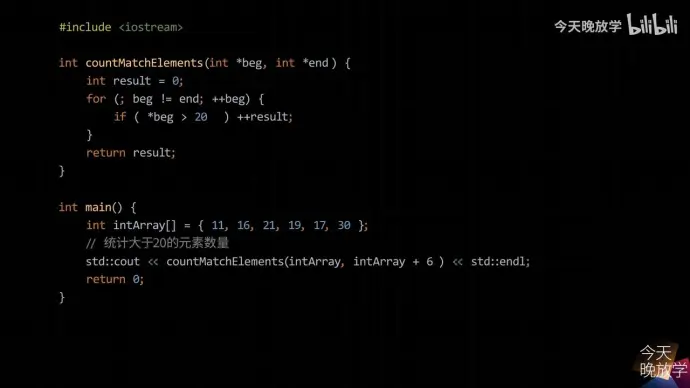 今天晚放学 bilibili
#include <iostream>
int countMatchElements(int *beg, int *end) {
    int result = 0;
    for (; beg != end; ++beg) {
        if ( *beg > 20  ) ++result;
    }
    return result;
}
int main() {
    int intArray[] = { 11, 16, 21, 19, 17, 30 };
    // 统计大于20的元素数量
    std::cout << countMatchElements(intArray, intArray + 6 ) << std::endl;
    return 0;
}
今天
晚放学